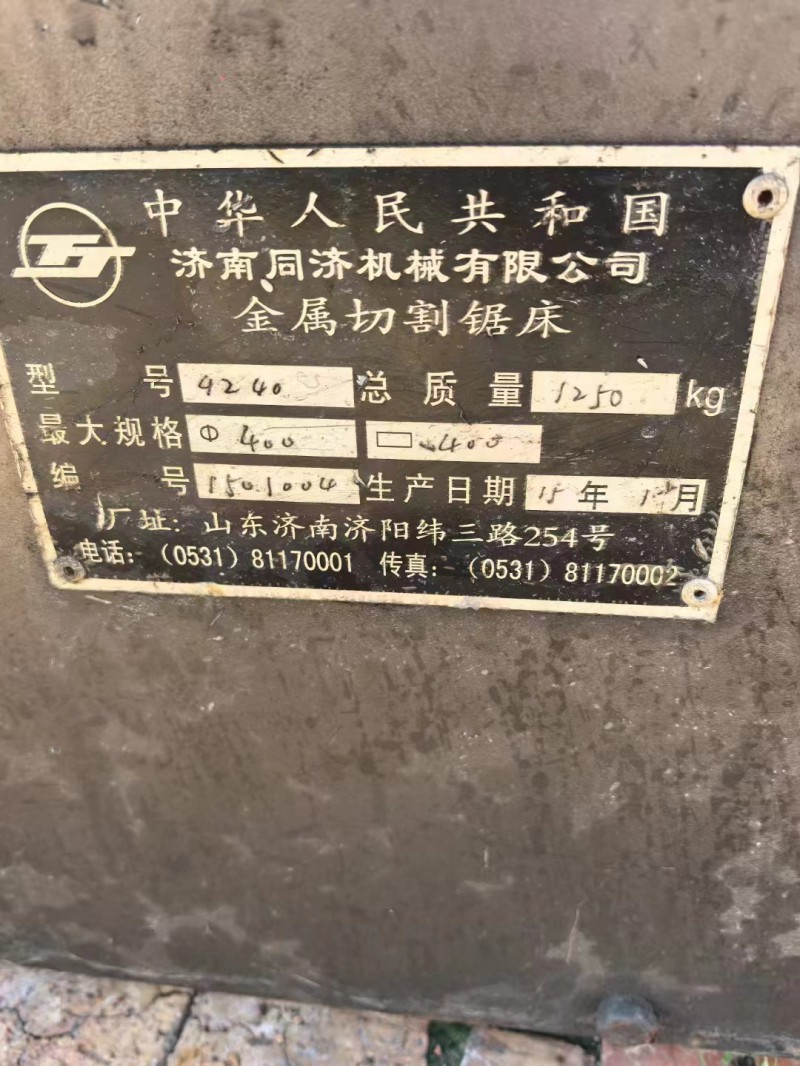 中华人民共和国
济南同济机械有限公司
金属切割锯床
型 号 4240 总质量 1250 kg
最大规格 Φ 400 □ 400
编 号 1501004 生产日期 15 年 月
厂址：山东济南济阳纬三路254号
电话：（0531）81170001 传真：（0531）81170002